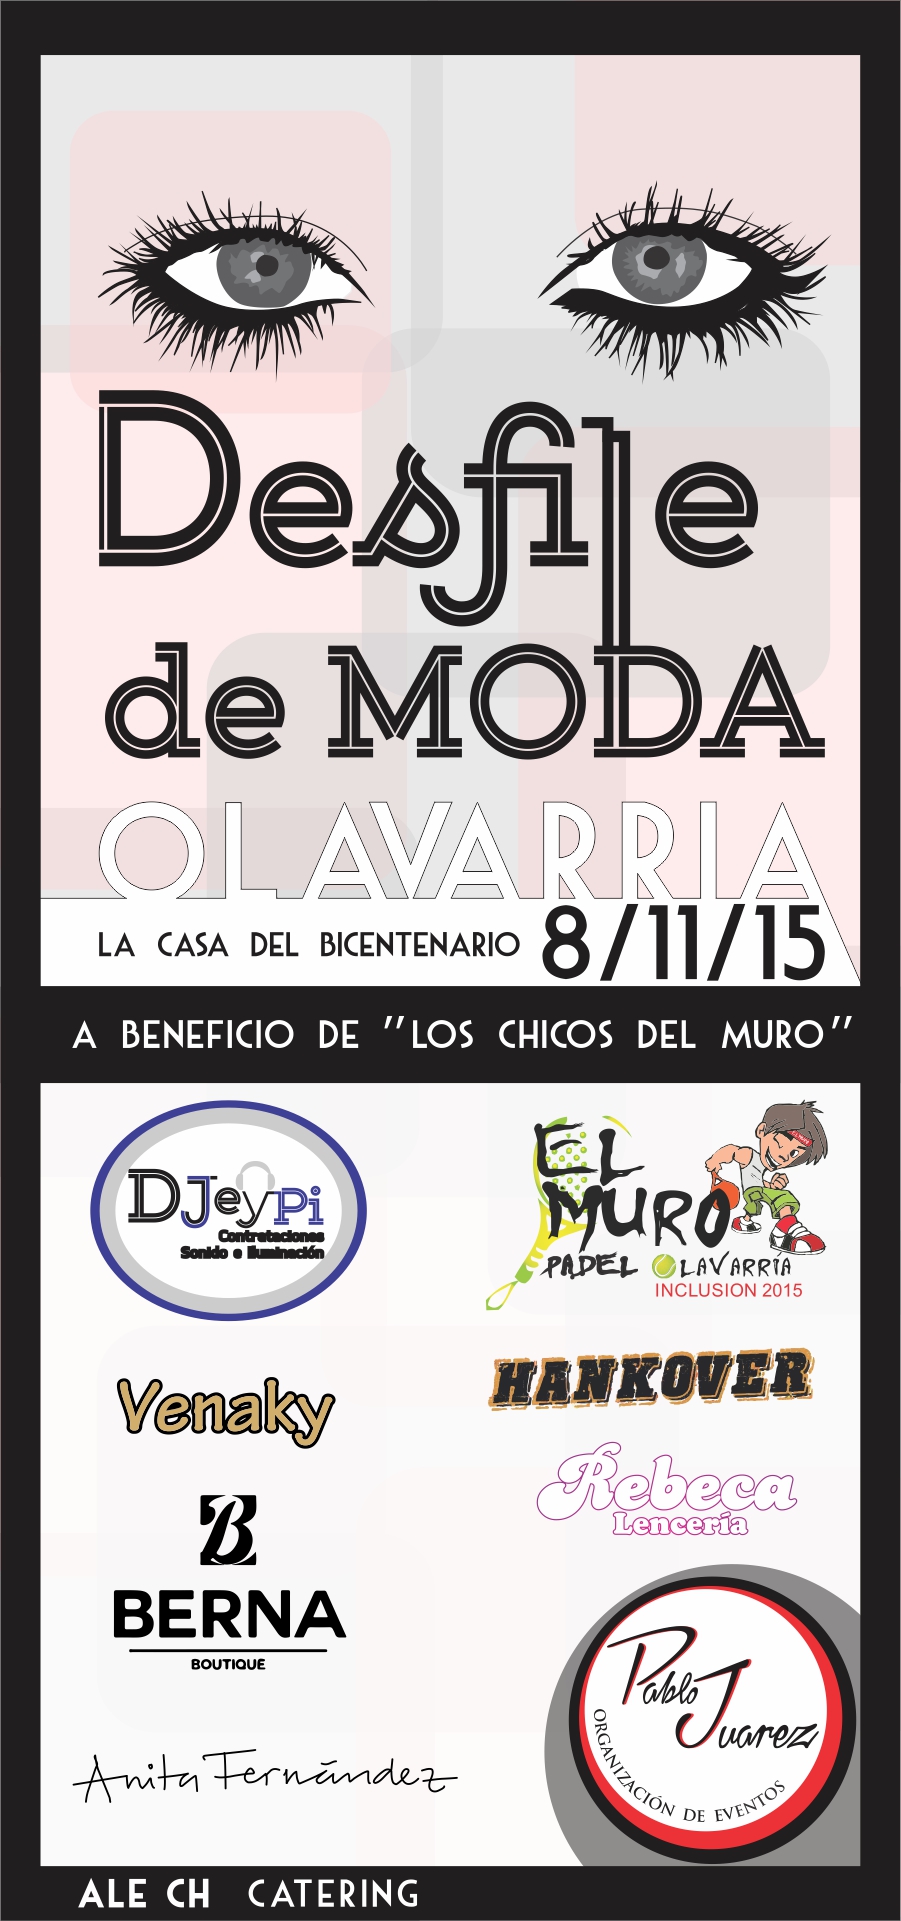 Desfile
de MODA
OLAVARRIA
LA CASA DEL BICENTENARIO 8/11/15
A BENEFICIO DE "LOS CHICOS DEL MURO"
DJeyPi
Contrataciones
Sonido e Iluminación
EL
MURO
PADEL OLAVARRÍA
INCLUSION 2015
Venaky
HANKOVER
Rebeca
Lencería
B
BERNA
BOUTIQUE
Pablo
Juarez
ORGANIZACIÓN DE EVENTOS
Anita Fernández
ALE CH CATERING